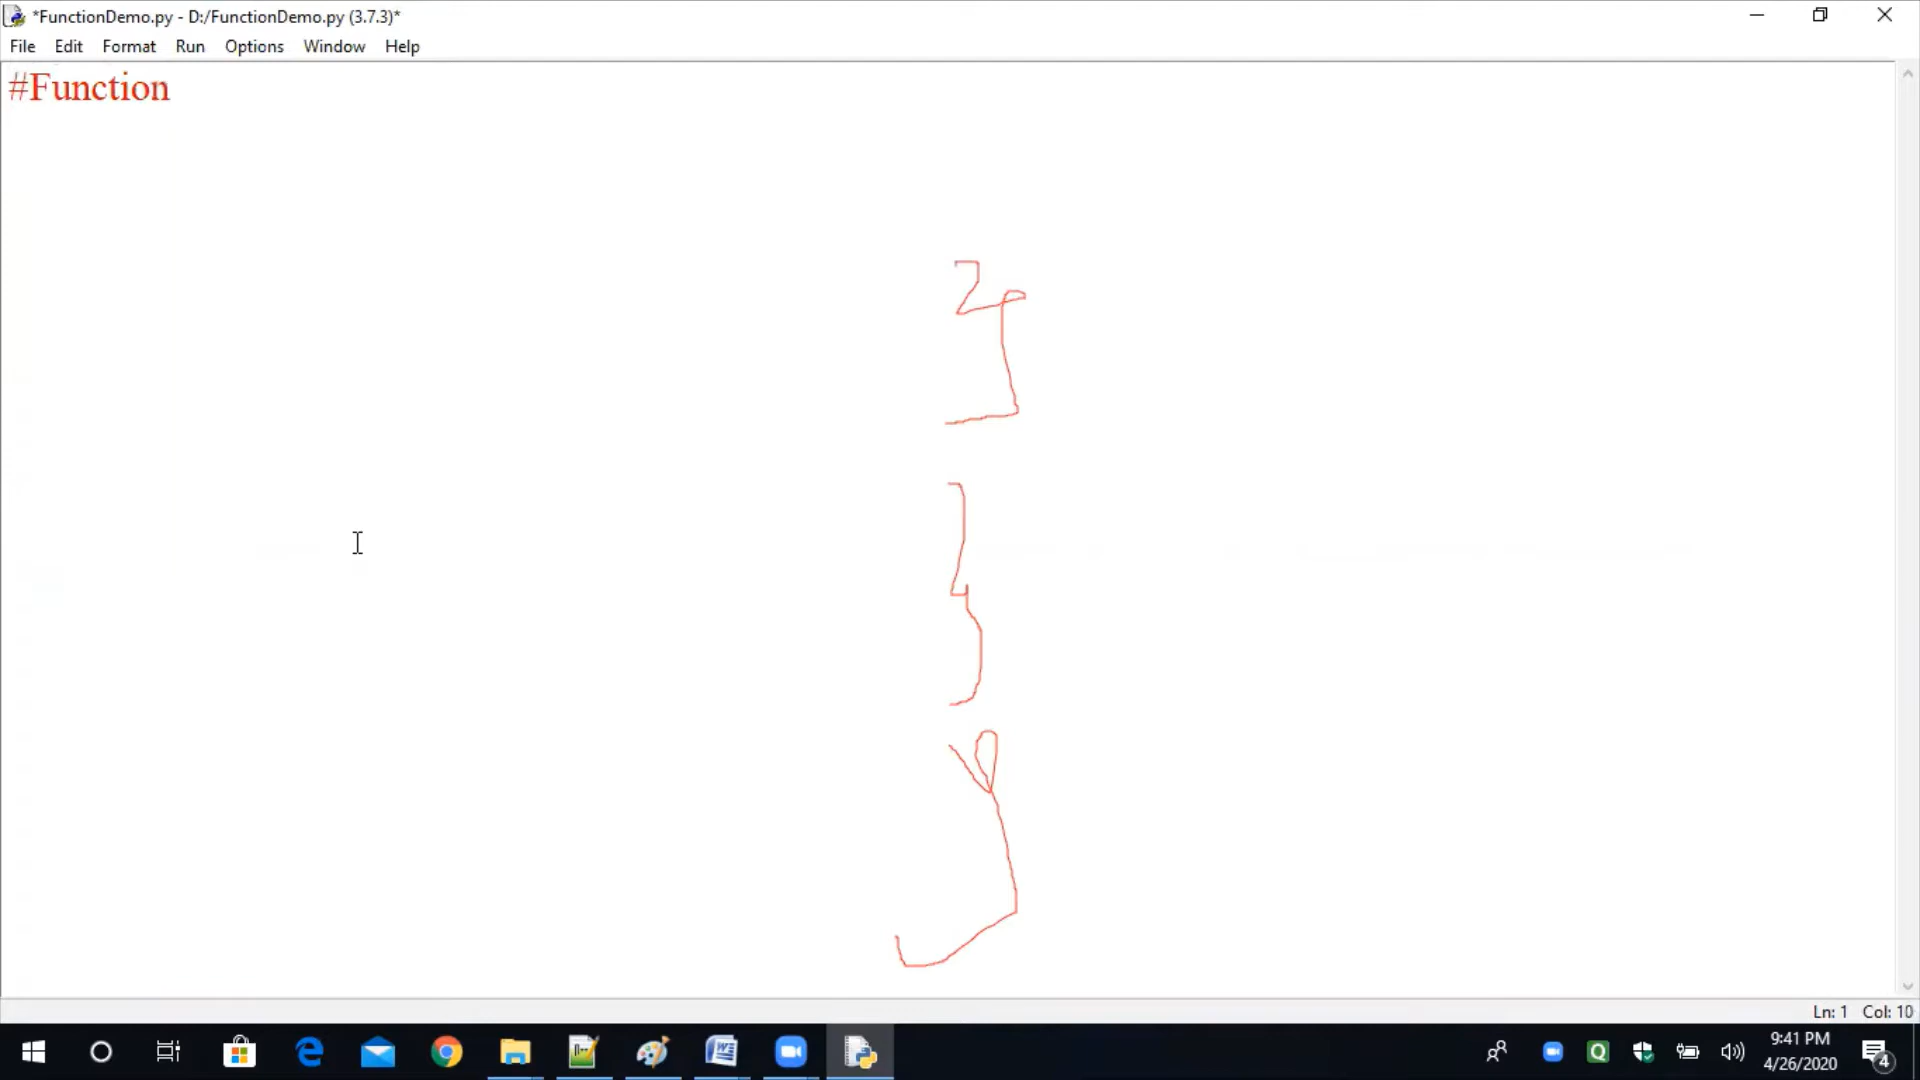 *FunctionDemo.py - D:/FunctionDemo.py (3.7.3)*
File Edit Format Run Options Window Help
#Function
Ln: 1 Col: 10
9:41 PM
4/26/2020
4